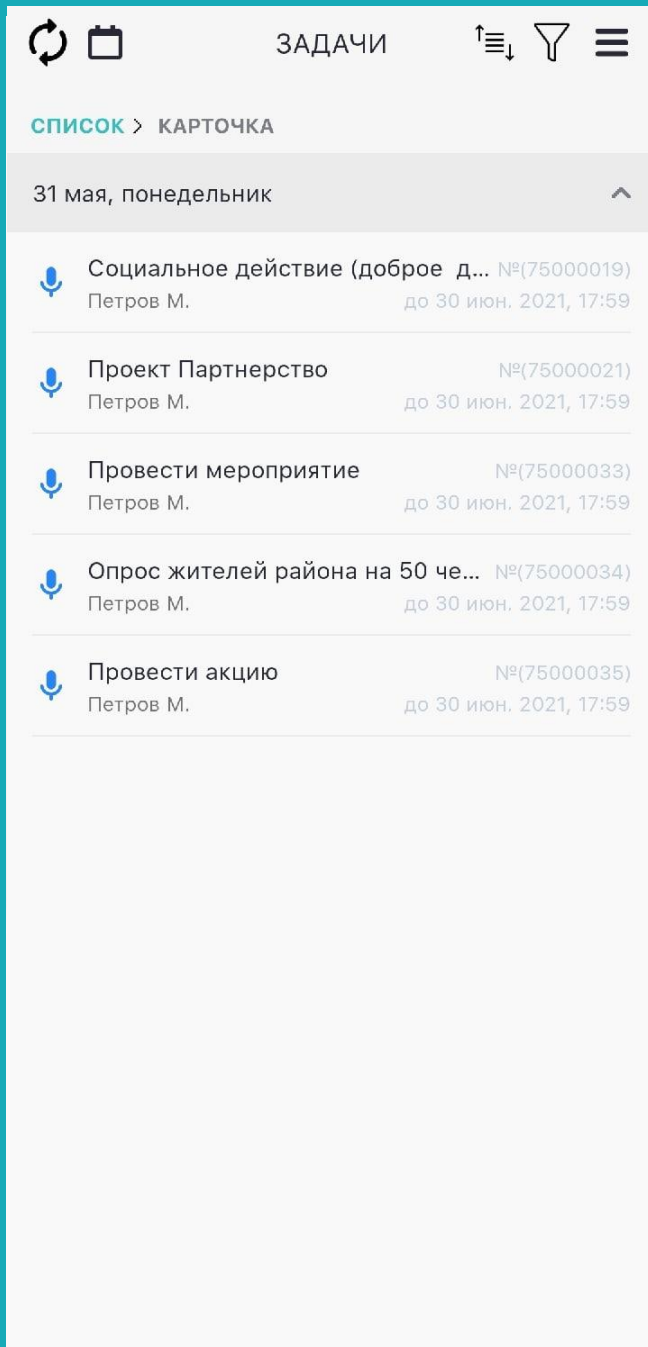 ЗАДАЧИ
СПИСОК > КАРТОЧКА
31 мая, понедельник
Социальное действие (доброе д... №(75000019)
Петров М. до 30 июн. 2021, 17:59
Проект Партнерство №(75000021)
Петров М. до 30 июн. 2021, 17:59
Провести мероприятие №(75000033)
Петров М. до 30 июн. 2021, 17:59
Опрос жителей района на 50 че... №(75000034)
Петров М. до 30 июн. 2021, 17:59
Провести акцию №(75000035)
Петров М. до 30 июн. 2021, 17:59